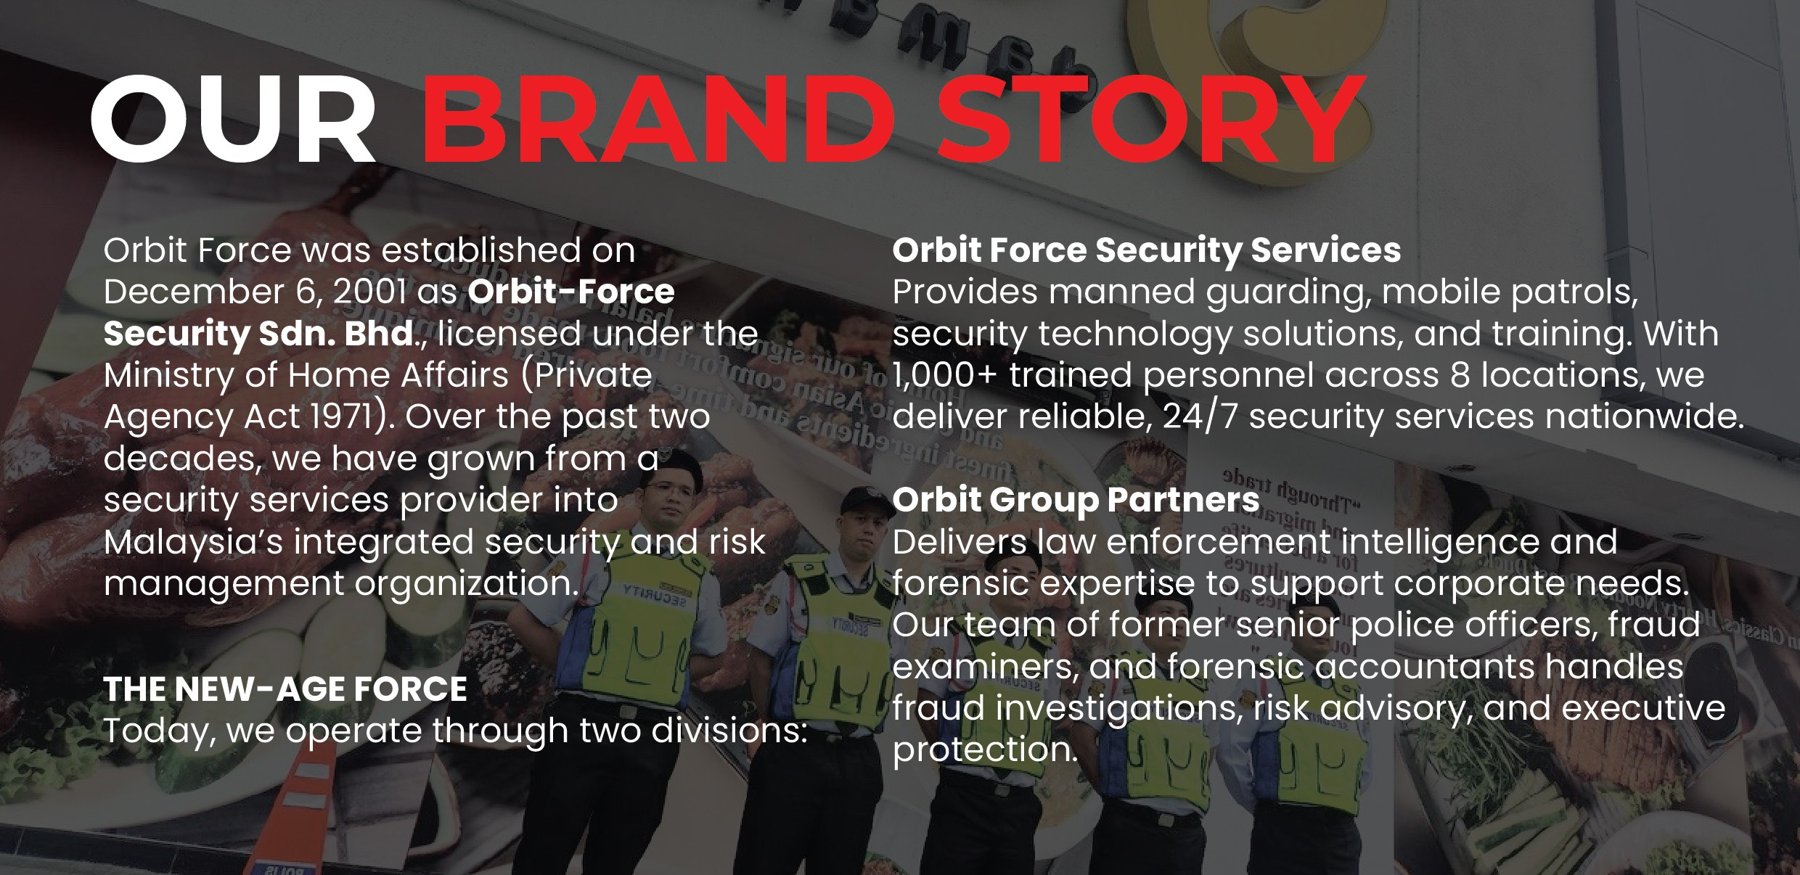 OUR BRAND STORY
Orbit Force was established on
December 6, 2001 as Orbit-Force
Security Sdn. Bhd., licensed under the
Ministry of Home Affairs (Private
Agency Act 1971). Over the past two
decades, we have grown from a
security services provider into
Malaysia's integrated security and risk
management organization.
THE NEW-AGE FORCE
Today, we operate through two divisions:
Orbit Force Security Services
Provides manned guarding, mobile patrols,
security technology solutions, and training. With
1,000+ trained personnel across 8 locations, we
deliver reliable, 24/7 security services nationwide.
Orbit Group Partners
Delivers law enforcement intelligence and
forensic expertise to support corporate needs.
Our team of former senior police officers, fraud
examiners, and forensic accountants handles
fraud investigations, risk advisory, and executive
protection.
SECURITY
SECURITY
POLIS